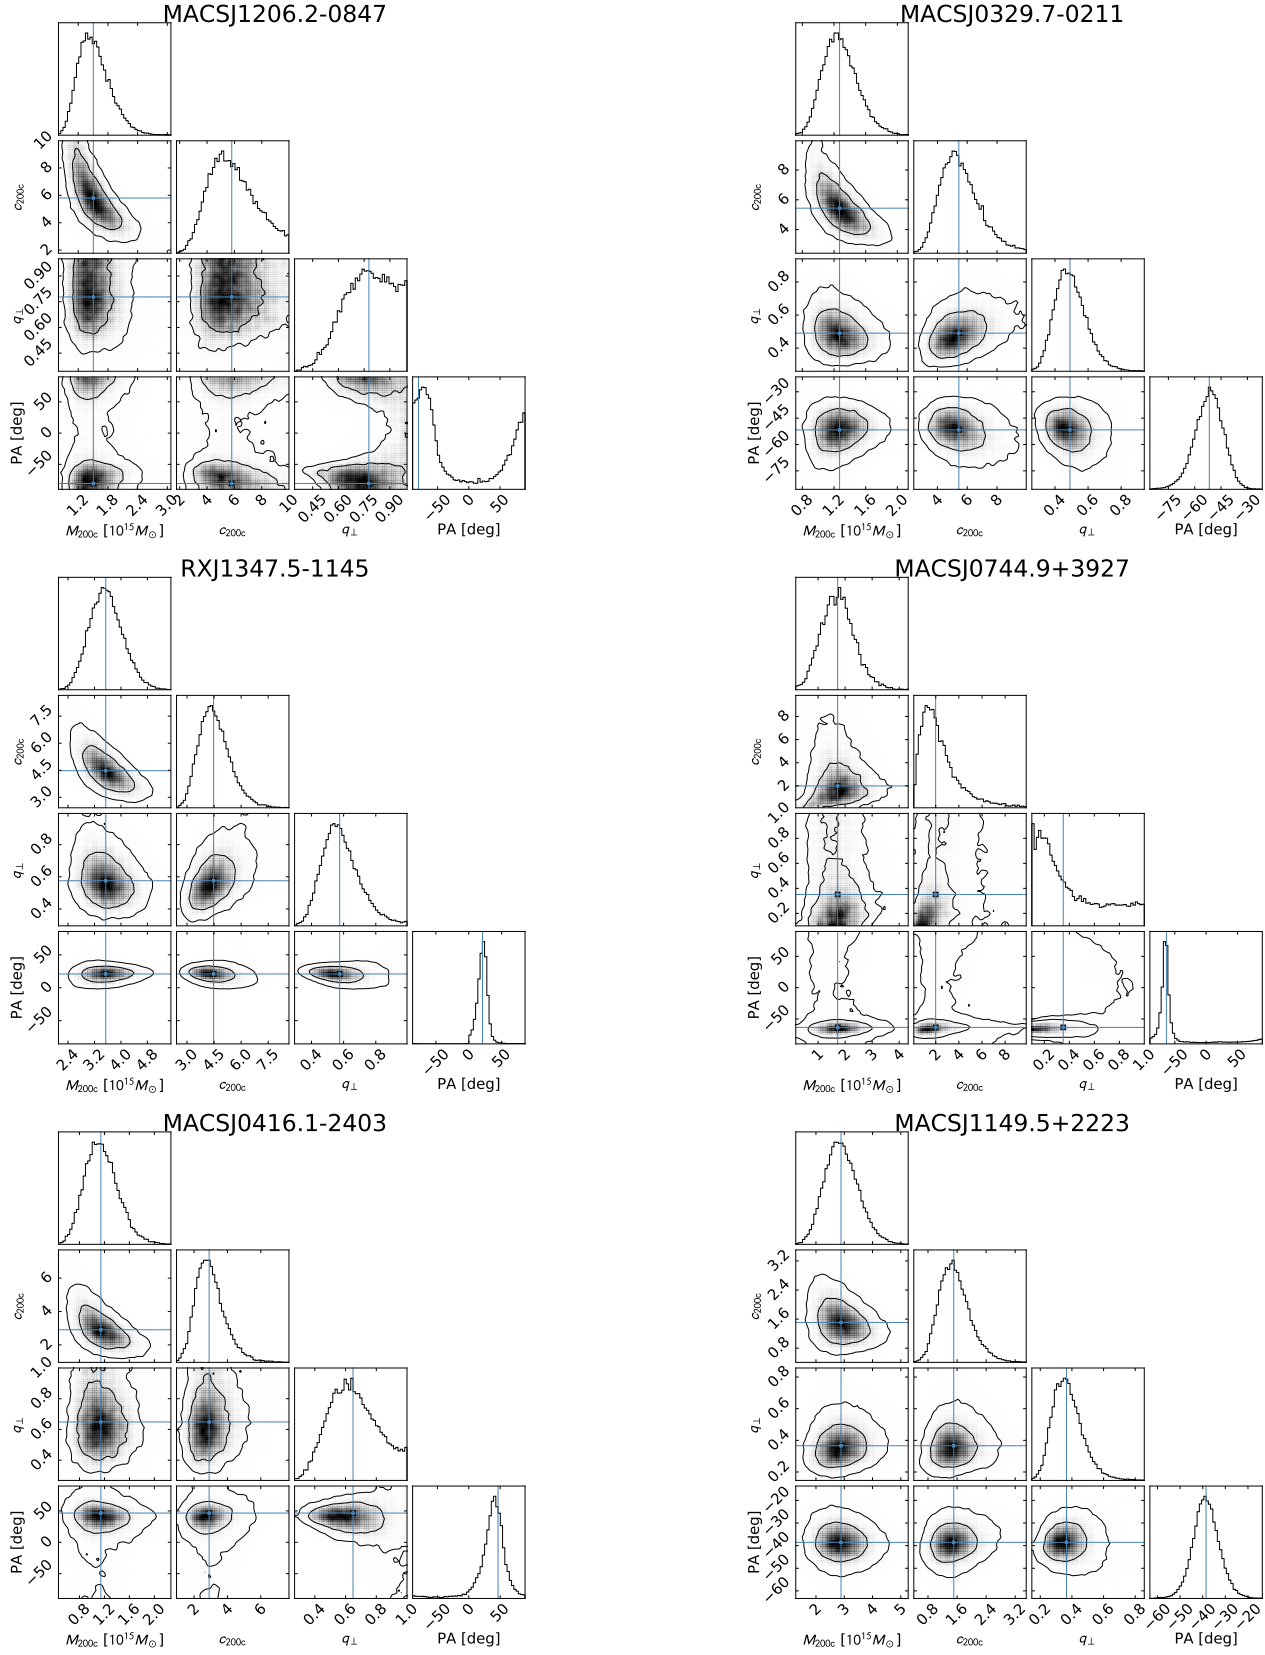 MACSJ1206.2-0847
10
8
6
4
2
c200c
0.90
0.75
0.60
0.45
q⊥
50
0
−50
PA [deg]
1.2 1.8 2.4 3.0
2 4 6 8 10
0.45 0.60 0.75 0.90
−50 0 50
M200c [10^15 M⊙] c200c q⊥ PA [deg]
MACSJ0329.7-0211
8
6
4
c200c
0.8
0.6
0.4
q⊥
−30
−45
−60
−75
PA [deg]
0.8 1.2 1.6 2.0
4 6 8
0.4 0.6 0.8
−75 −60 −45 −30
M200c [10^15 M⊙] c200c q⊥ PA [deg]
RXJ1347.5-1145
7.5
6.0
4.5
3.0
c200c
0.8
0.6
0.4
q⊥
50
0
−50
PA [deg]
2.4 3.6 4.0 4.8
3.0 4.5 6.0 7.5
0.4 0.6 0.8
−50 0 50
M200c [10^15 M⊙] c200c q⊥ PA [deg]
MACSJ0744.9+3927
8
6
4
2
c200c
1.0
0.8
0.6
0.4
0.2
q⊥
50
0
−50
PA [deg]
1 2 3 4
2 4 6 8
0.2 0.4 0.6 0.8 1.0
−50 0 50
M200c [10^15 M⊙] c200c q⊥ PA [deg]
MACSJ0416.1-2403
6
4
2
c200c
1.0
0.8
0.6
0.4
q⊥
50
0
−50
PA [deg]
0.8 1.2 1.6 2.0
2 4 6
0.4 0.6 0.8 1.0
−50 0 50
M200c [10^15 M⊙] c200c q⊥ PA [deg]
MACSJ1149.5+2223
3.2
2.4
1.6
0.8
c200c
0.8
0.6
0.4
0.2
q⊥
−20
−30
−40
−50
−60
PA [deg]
2 3 4 5
0.8 1.6 2.4 3.2
0.2 0.4 0.6 0.8
−60 −50 −40 −30 −20
M200c [10^15 M⊙] c200c q⊥ PA [deg]